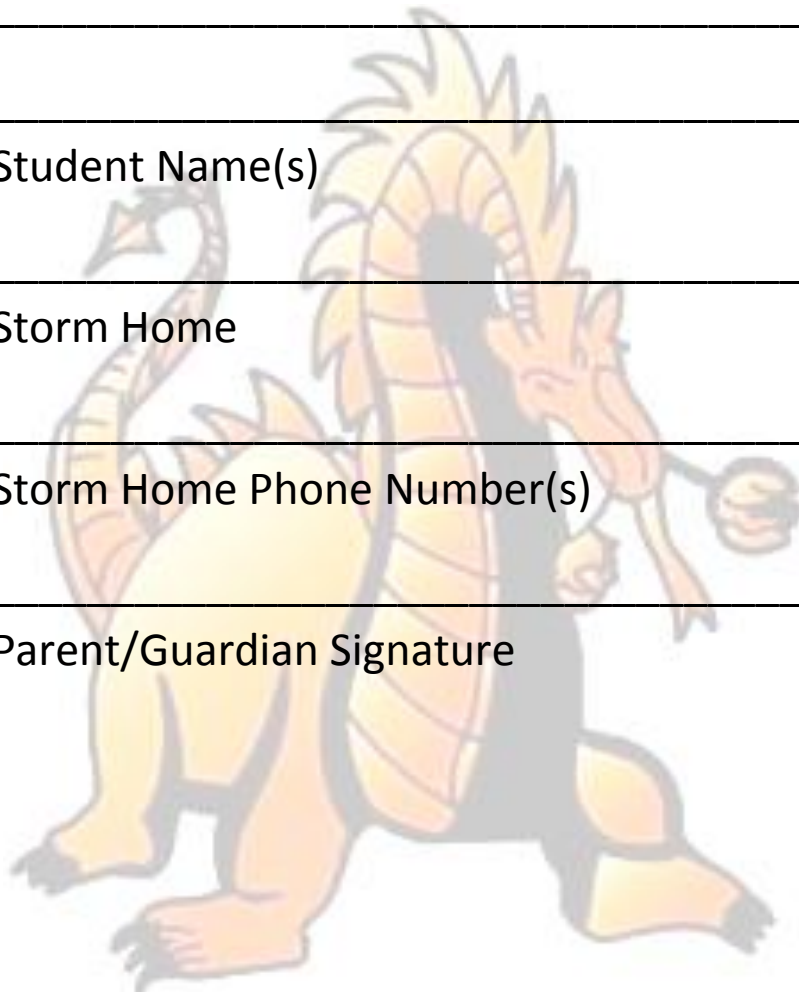 Student Name(s)
Storm Home
Storm Home Phone Number(s)
Parent/Guardian Signature